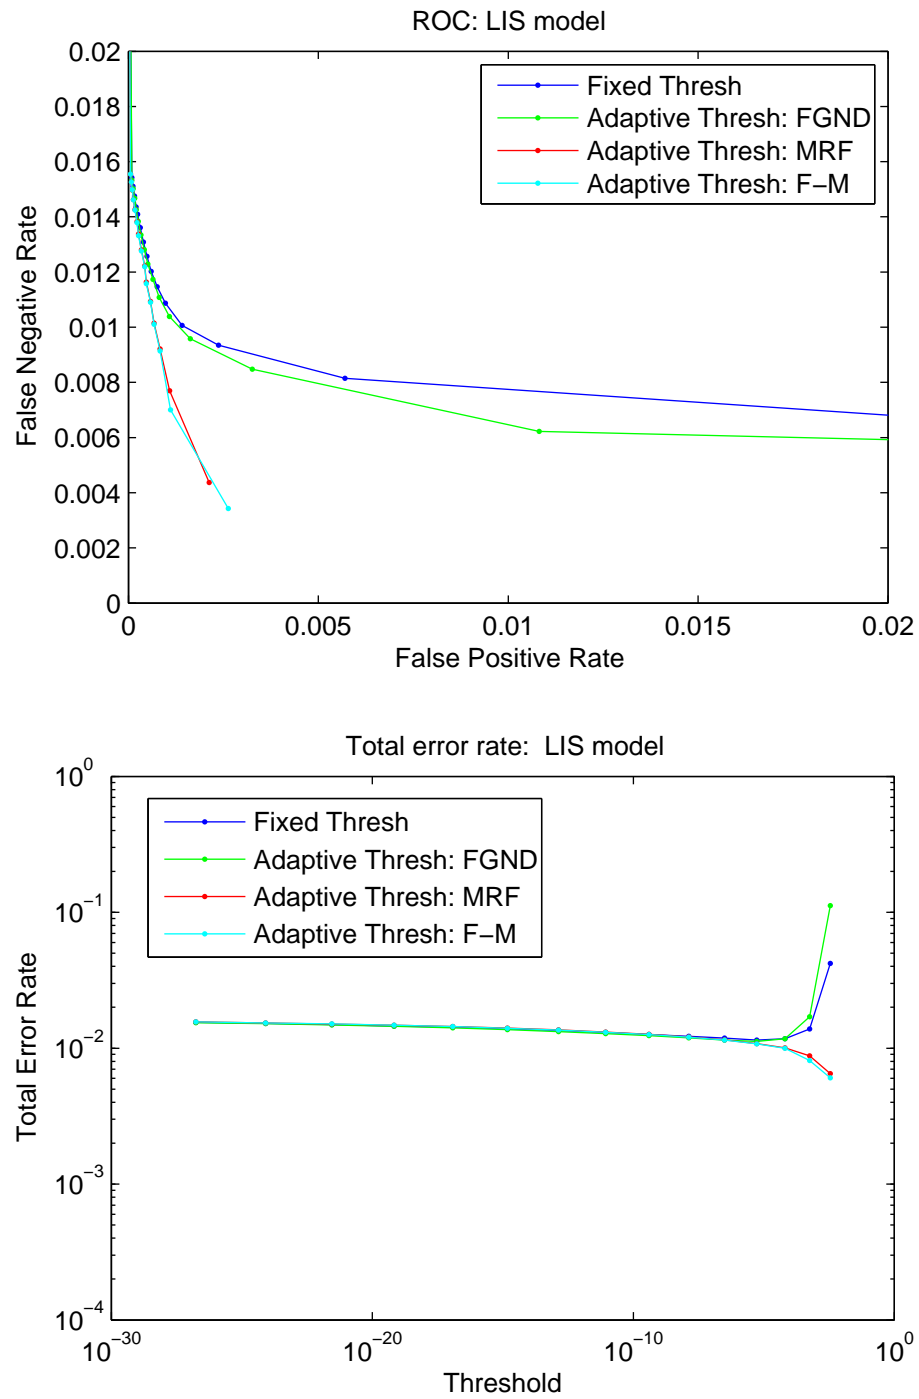 ROC: LIS model
0.02
0.018
0.016
0.014
0.012
0.01
0.008
0.006
0.004
0.002
0
False Negative Rate
Fixed Thresh
Adaptive Thresh: FGND
Adaptive Thresh: MRF
Adaptive Thresh: F−M
0 0.005 0.01 0.015 0.02
False Positive Rate
Total error rate: LIS model
10^0
10^−1
10^−2
10^−3
10^−4
Total Error Rate
Fixed Thresh
Adaptive Thresh: FGND
Adaptive Thresh: MRF
Adaptive Thresh: F−M
10^−30 10^−20 10^−10 10^0
Threshold